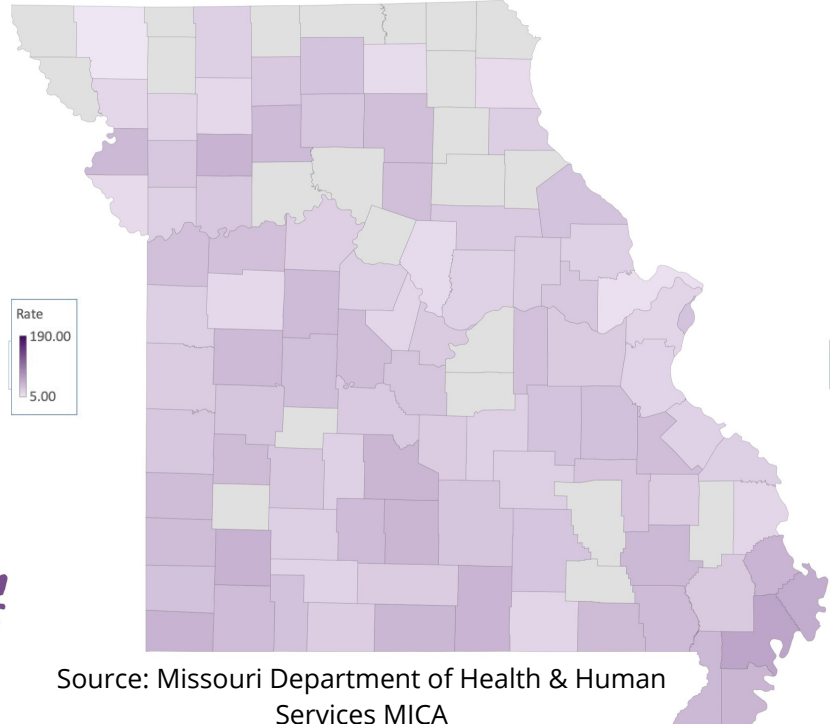 Rate
190.00
5.00
Source: Missouri Department of Health & Human
Services MICA